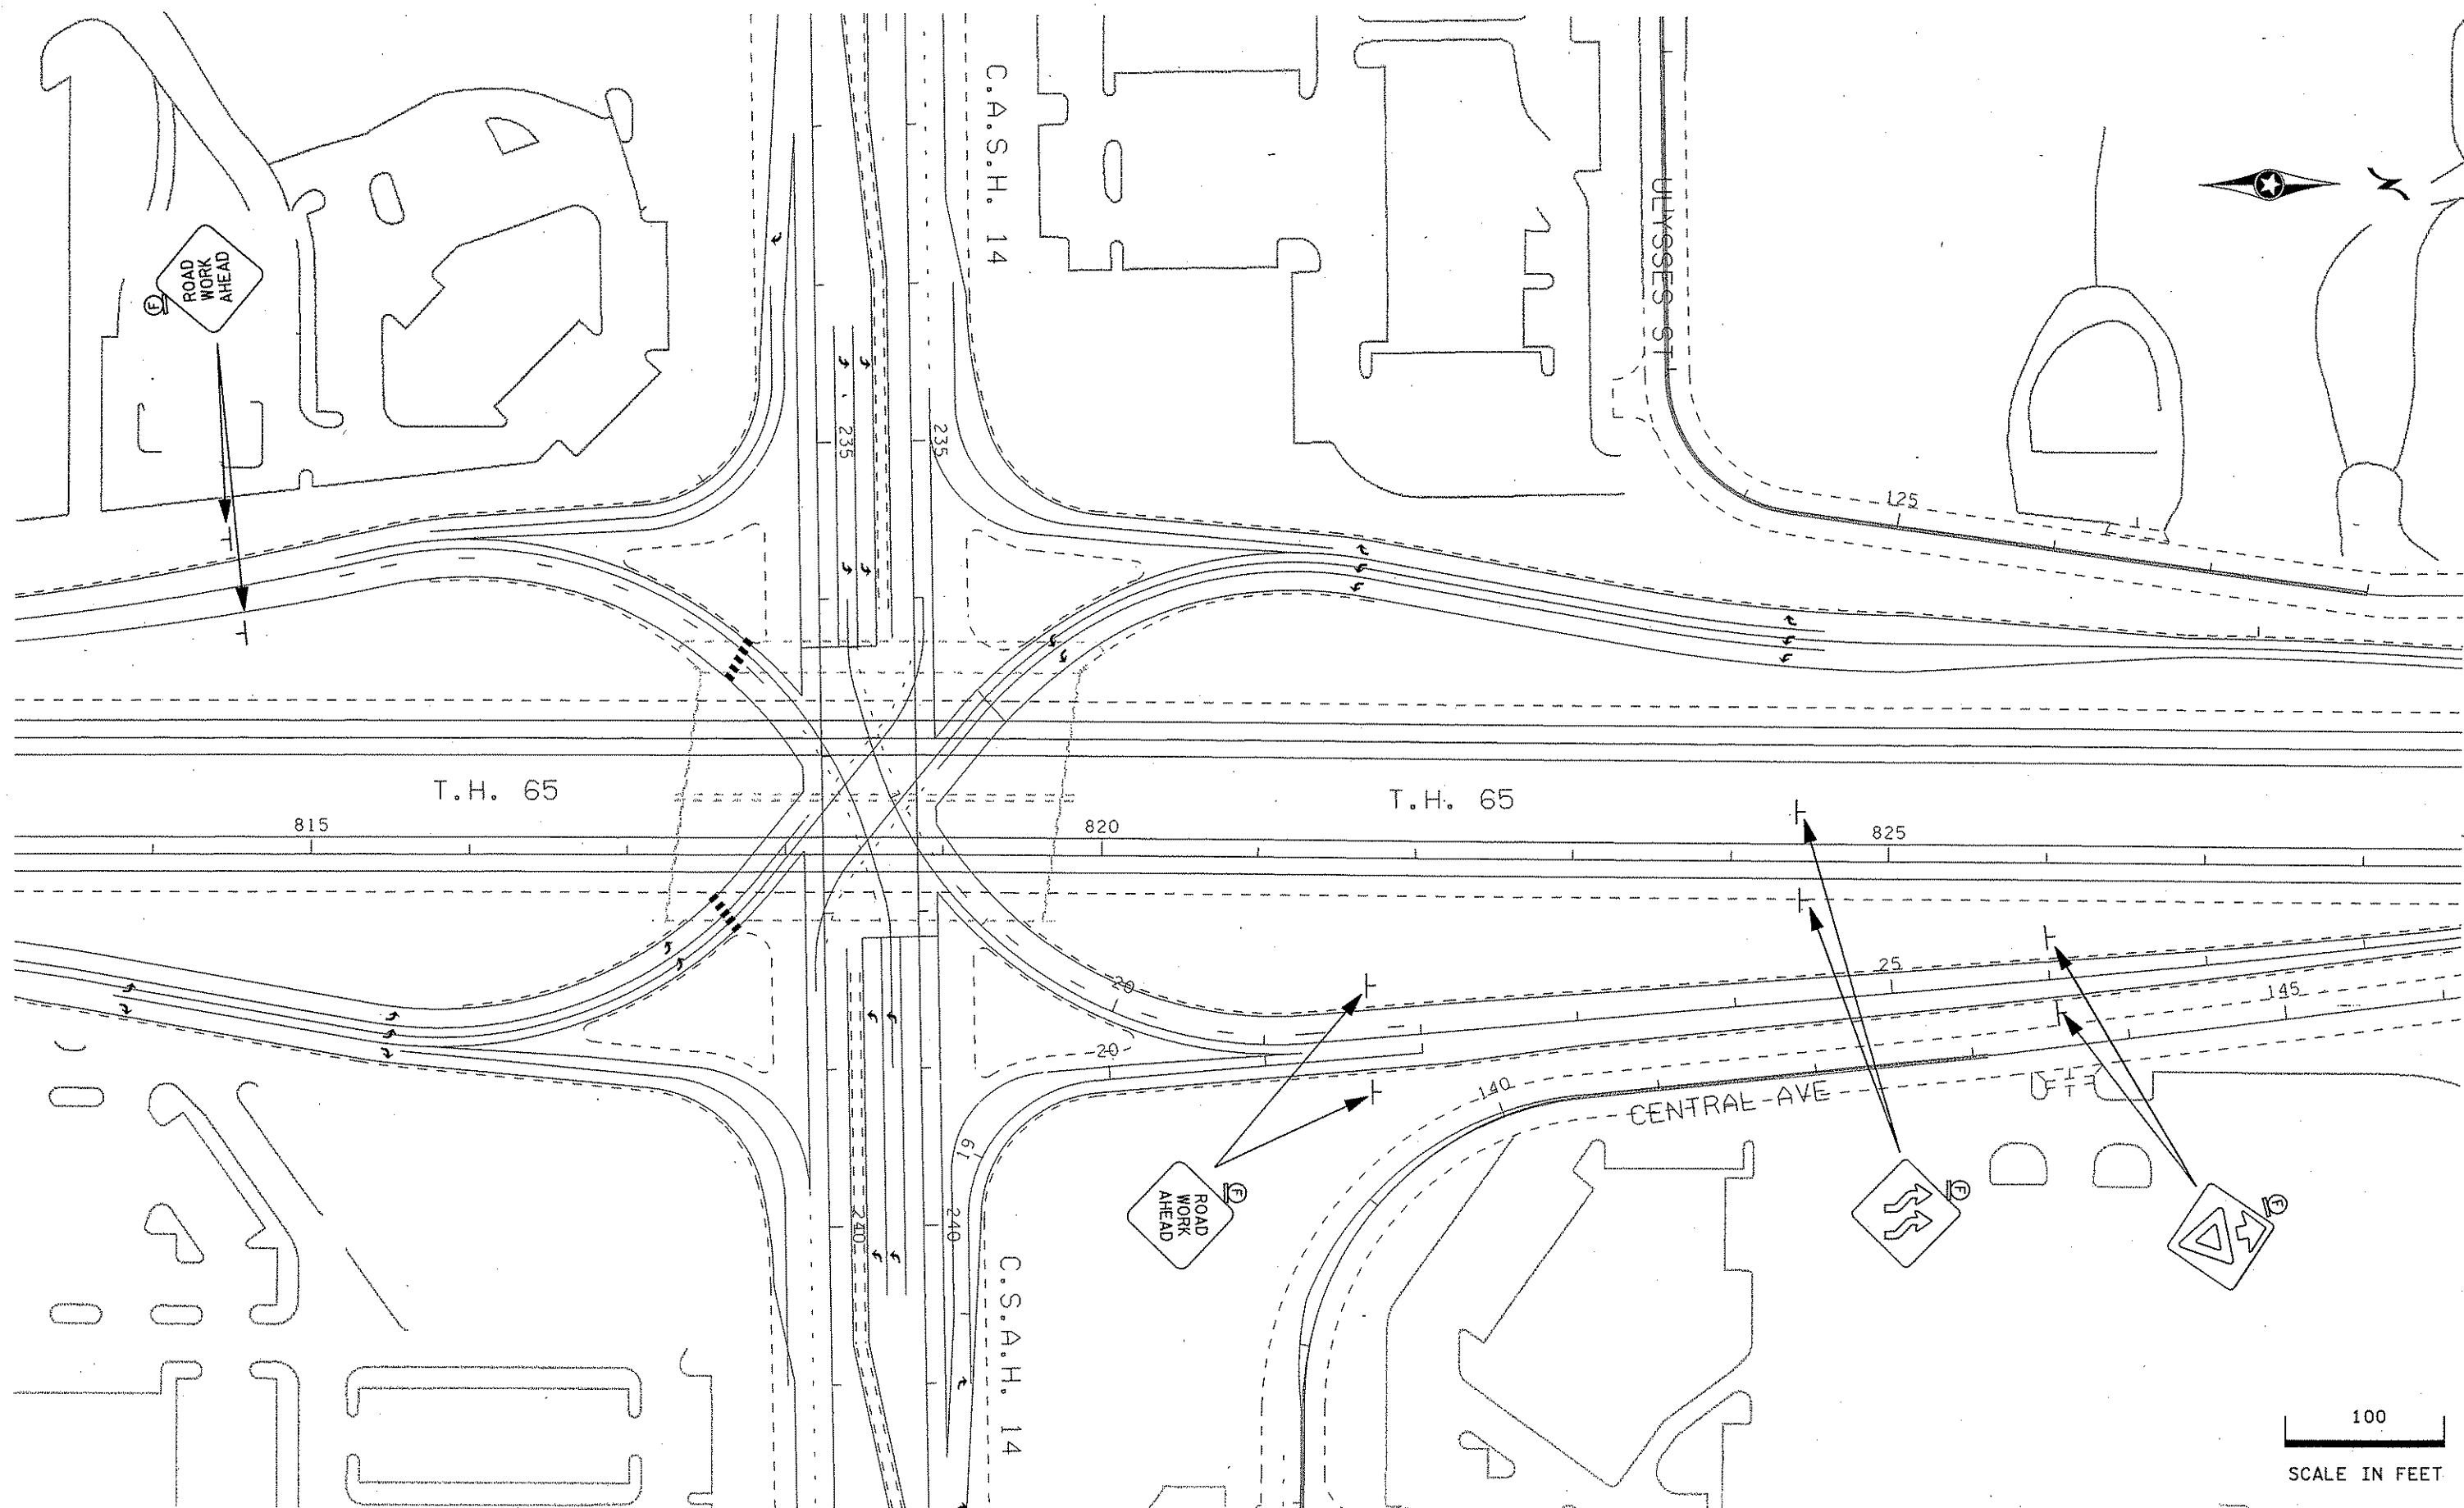 C.A.S.H. 14
ULYSSES ST
N
ROAD
WORK
AHEAD
F
235
235
125
T.H. 65
T.H. 65
815
820
825
20
25
20
145
140
CENTRAL AVE
19
240
240
ROAD
WORK
AHEAD
F
F
F
C.S.A.H. 14
100
SCALE IN FEET